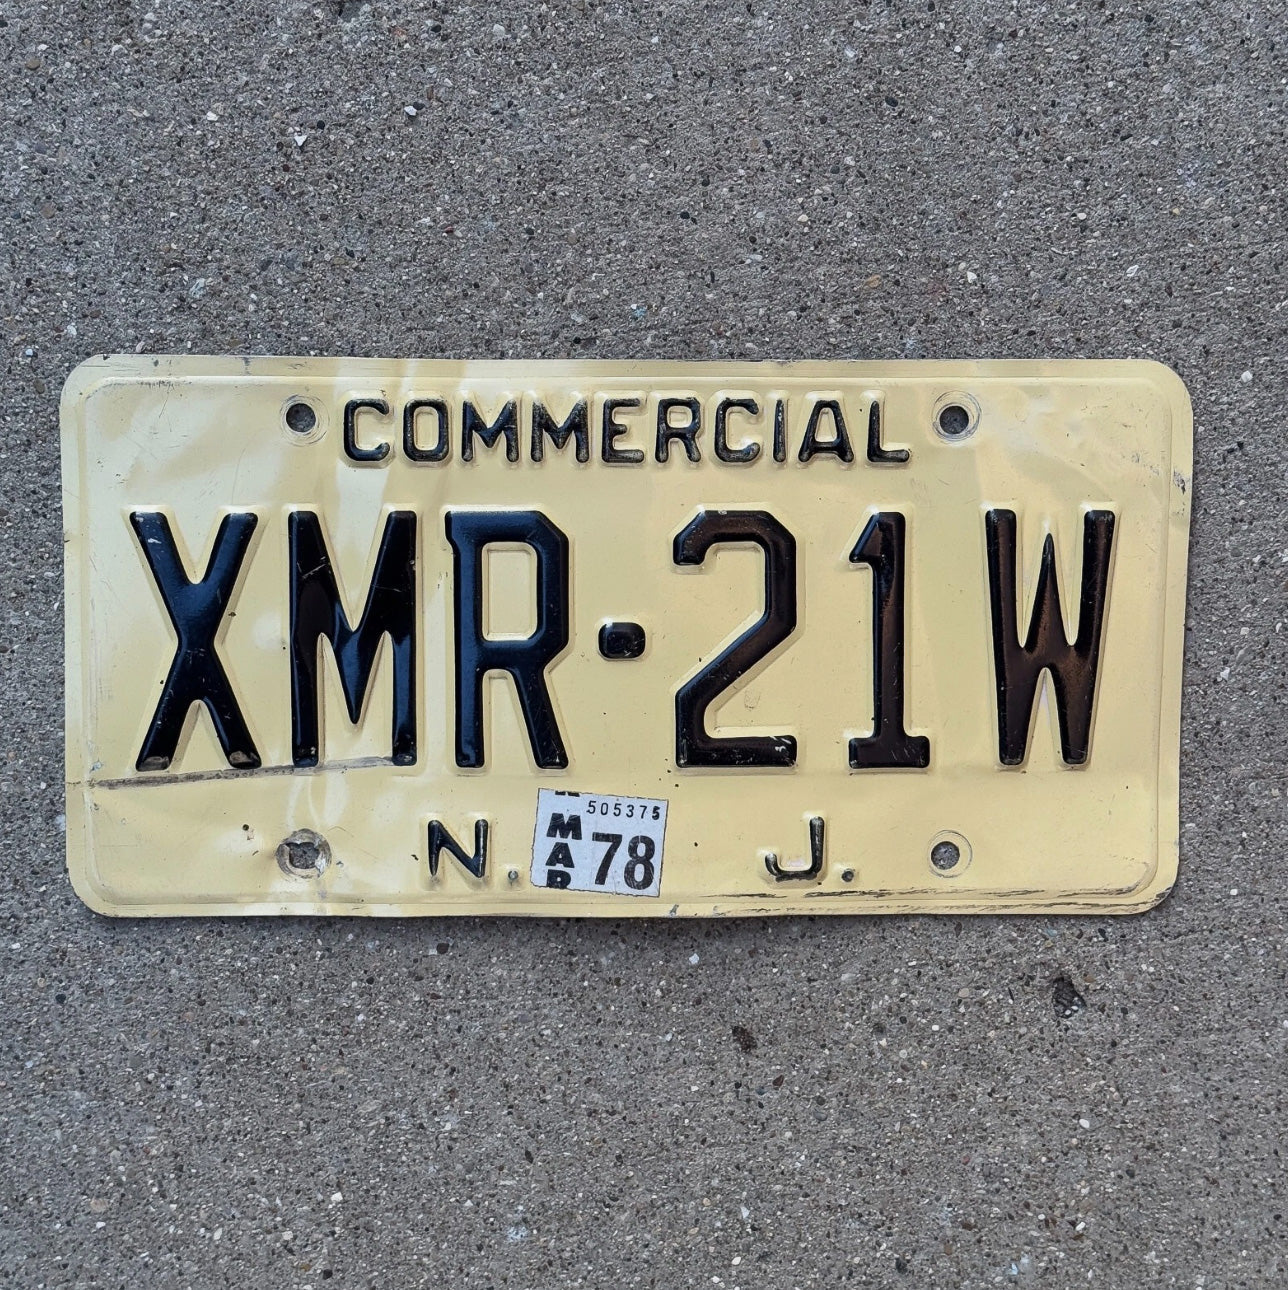 COMMERCIAL
XMR·21W
N. J.
505375
MAR 78